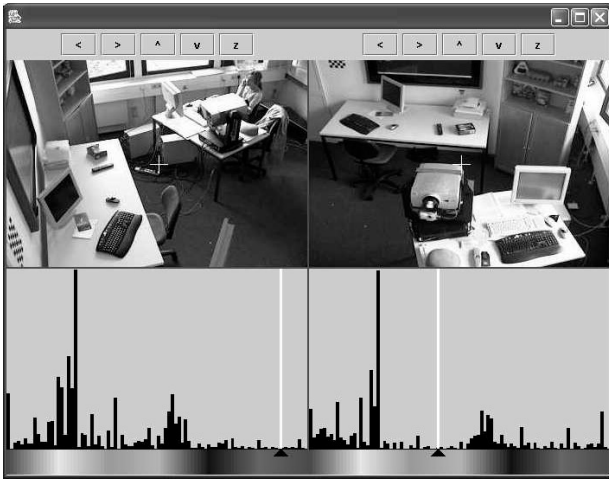 < > ^ v z < > ^ v z